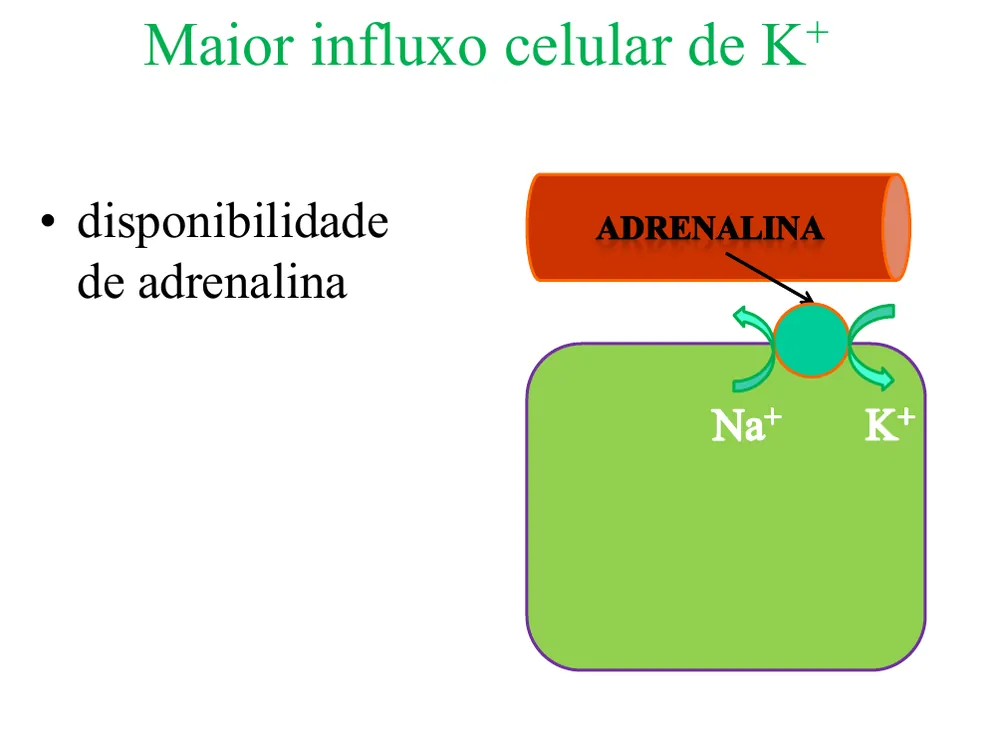 Maior influxo celular de K⁺
• disponibilidade
de adrenalina
ADRENALINA
Na⁺ K⁺